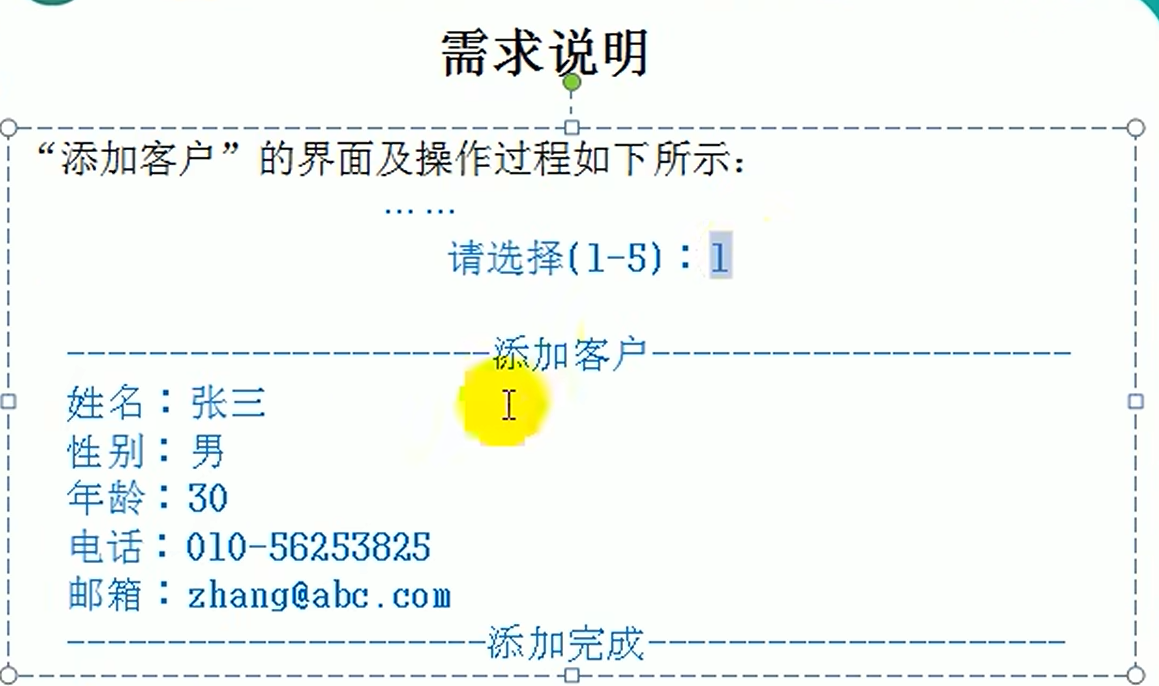 需求说明
“添加客户”的界面及操作过程如下所示：
……
请选择(1-5)：1
---------------------添加客户---------------------
姓名：张三
性别：男
年龄：30
电话：010-56253825
邮箱：zhang@abc.com
---------------------添加完成---------------------